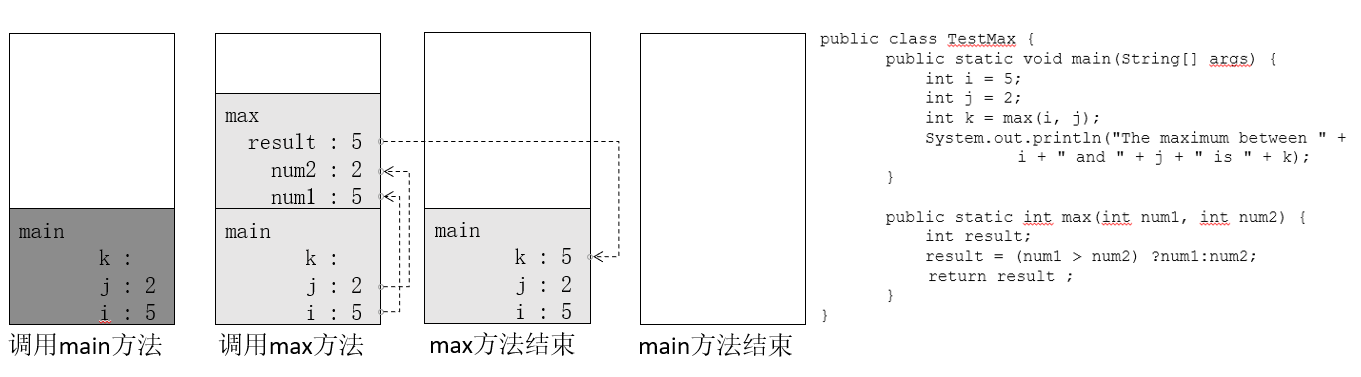 main
k :
j : 2
i : 5
调用main方法
max
result : 5
num2 : 2
num1 : 5
main
k :
j : 2
i : 5
调用max方法
main
k : 5
j : 2
i : 5
max方法结束
main方法结束
public class TestMax {
public static void main(String[] args) {
int i = 5;
int j = 2;
int k = max(i, j);
System.out.println("The maximum between " +
i + " and " + j + " is " + k);
}
public static int max(int num1, int num2) {
int result;
result = (num1 > num2) ?num1:num2;
return result ;
}
}